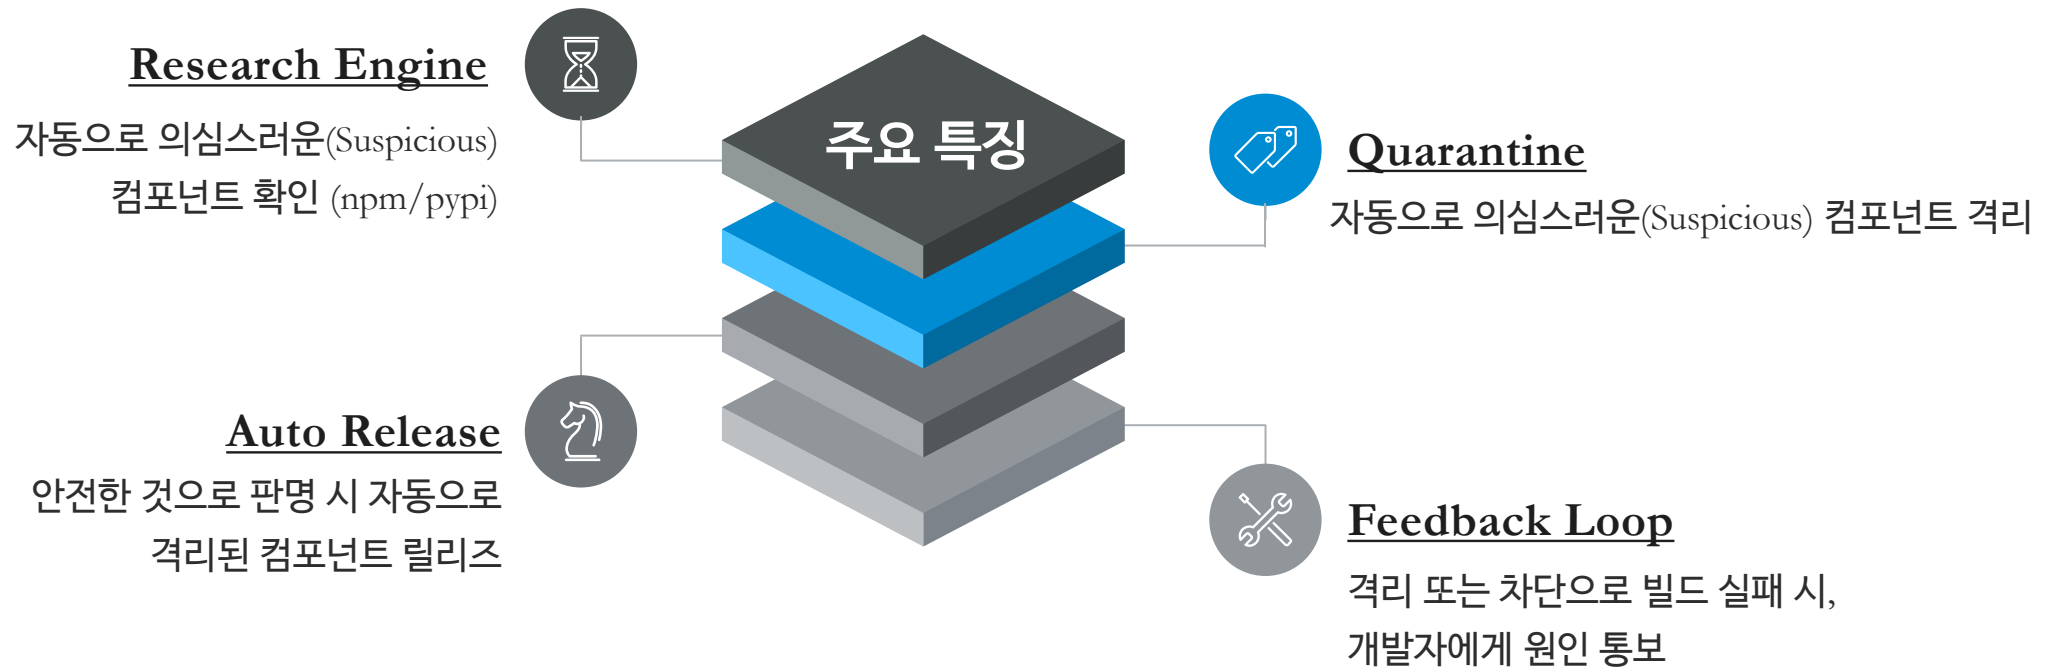 Research Engine
자동으로 의심스러운(Suspicious)
컴포넌트 확인 (npm/pypi)
주요 특징
Quarantine
자동으로 의심스러운(Suspicious) 컴포넌트 격리
Auto Release
안전한 것으로 판명 시 자동으로
격리된 컴포넌트 릴리즈
Feedback Loop
격리 또는 차단으로 빌드 실패 시,
개발자에게 원인 통보